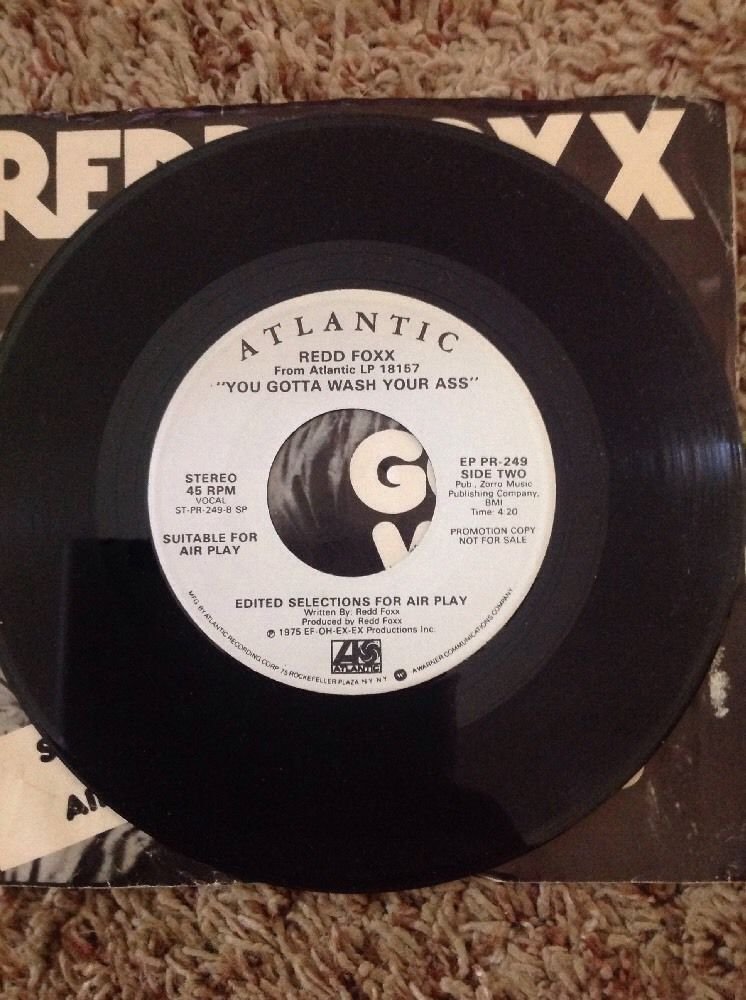 RED XX
ATLANTIC
REDD FOXX
From Atlantic LP 18157
"YOU GOTTA WASH YOUR ASS"
STEREO
45 RPM
VOCAL
ST-PR-249-B SP
SUITABLE FOR
AIR PLAY
G
EP PR-249
SIDE TWO
Pub., Zorro Music
Publishing Company,
BMI
Time: 4:20
PROMOTION COPY
NOT FOR SALE
EDITED SELECTIONS FOR AIR PLAY
Written By: Redd Foxx
Produced by Redd Foxx
℗ 1975 EF-OH-EX-EX Productions Inc.
ATLANTIC
MFG. BY ATLANTIC RECORDING CORP 75 ROCKEFELLER PLAZA N.Y. N.Y. A WARNER COMMUNICATIONS COMPANY